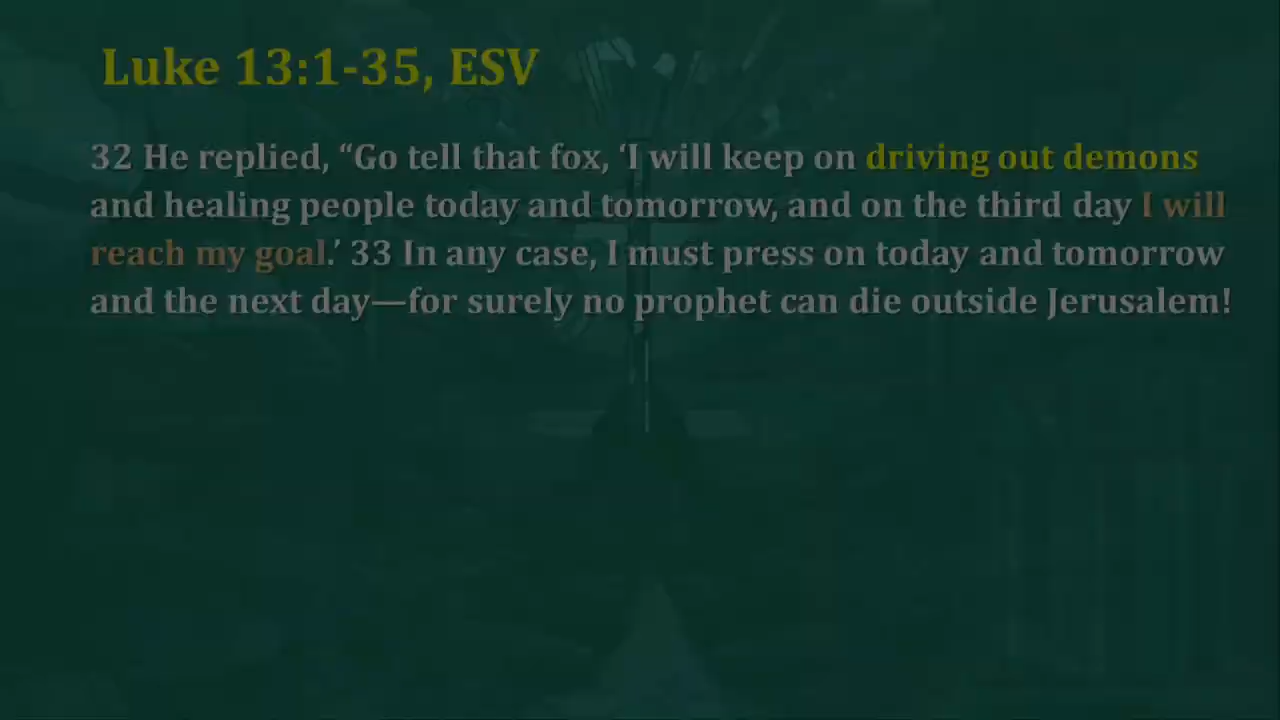 Luke 13:1-35, ESV
32 He replied, “Go tell that fox, ‘I will keep on driving out demons
and healing people today and tomorrow, and on the third day I will
reach my goal.’ 33 In any case, I must press on today and tomorrow
and the next day—for surely no prophet can die outside Jerusalem!